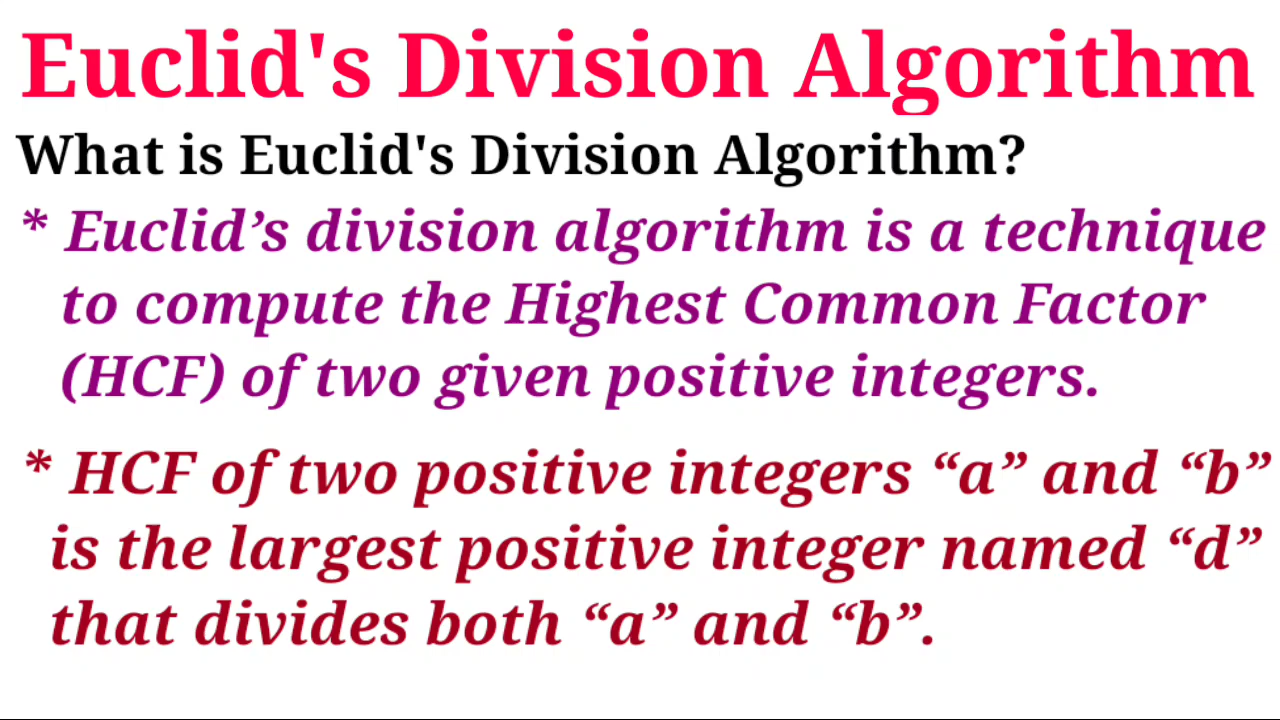 Euclid's Division Algorithm
What is Euclid's Division Algorithm?
* Euclid’s division algorithm is a technique
to compute the Highest Common Factor
(HCF) of two given positive integers.
* HCF of two positive integers “a” and “b”
is the largest positive integer named “d”
that divides both “a” and “b”.